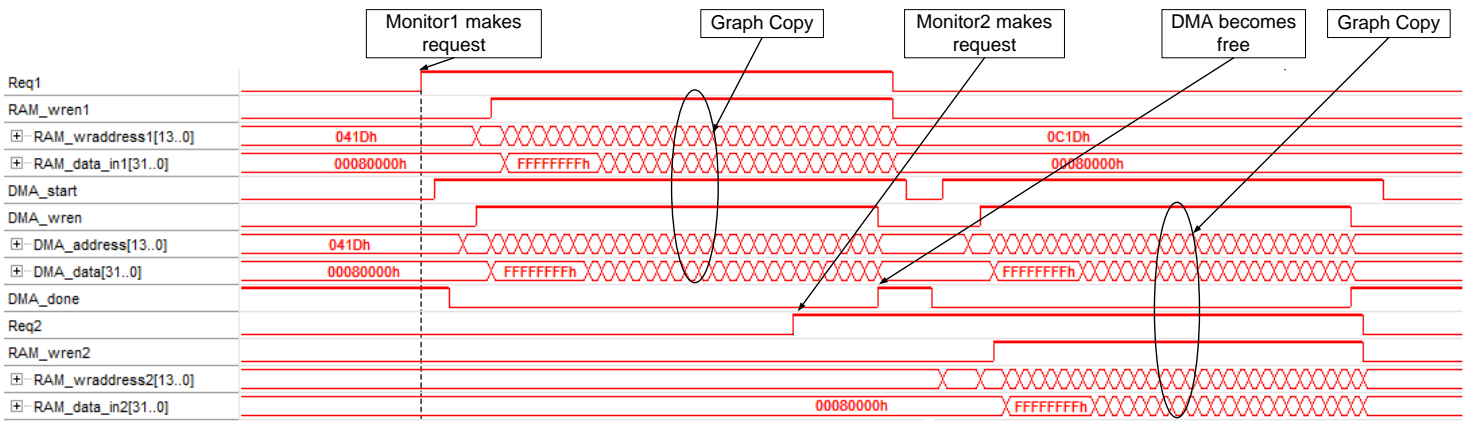 Monitor1 makes
request
Graph Copy
Monitor2 makes
request
DMA becomes
free
Graph Copy
Req1
RAM_wren1
RAM_wraddress1[13..0] 041Dh 0C1Dh
RAM_data_in1[31..0] 00080000h FFFFFFFFh 00080000h
DMA_start
DMA_wren
DMA_address[13..0] 041Dh
DMA_data[31..0] 00080000h FFFFFFFFh FFFFFFFFh
DMA_done
Req2
RAM_wren2
RAM_wraddress2[13..0]
RAM_data_in2[31..0] 00080000h FFFFFFFFh